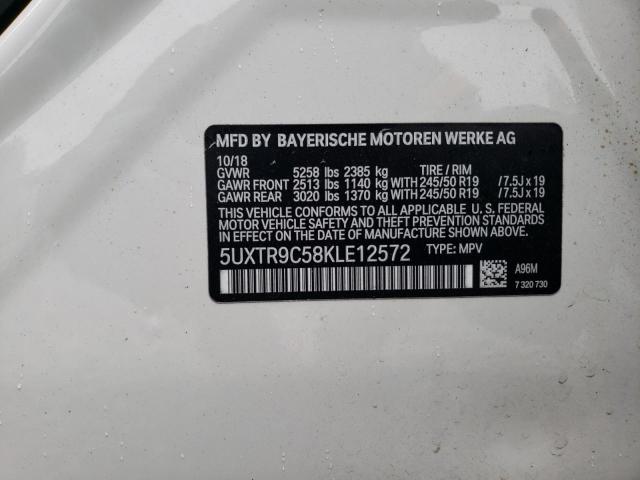 MFD BY BAYERISCHE MOTOREN WERKE AG
10/18
GVWR 5258 lbs 2385 kg TIRE / RIM
GAWR FRONT 2513 lbs 1140 kg WITH 245/50 R19 / 7.5J x 19
GAWR REAR 3020 lbs 1370 kg WITH 245/50 R19 / 7.5J x 19
THIS VEHICLE CONFORMS TO ALL APPLICABLE U. S. FEDERAL
MOTOR VEHICLE SAFETY AND THEFT PREVENTION STANDARDS
IN EFFECT ON THE DATE OF MANUFACTURE SHOWN ABOVE.
5UXTR9C58KLE12572 TYPE: MPV
A96M
7 320 730